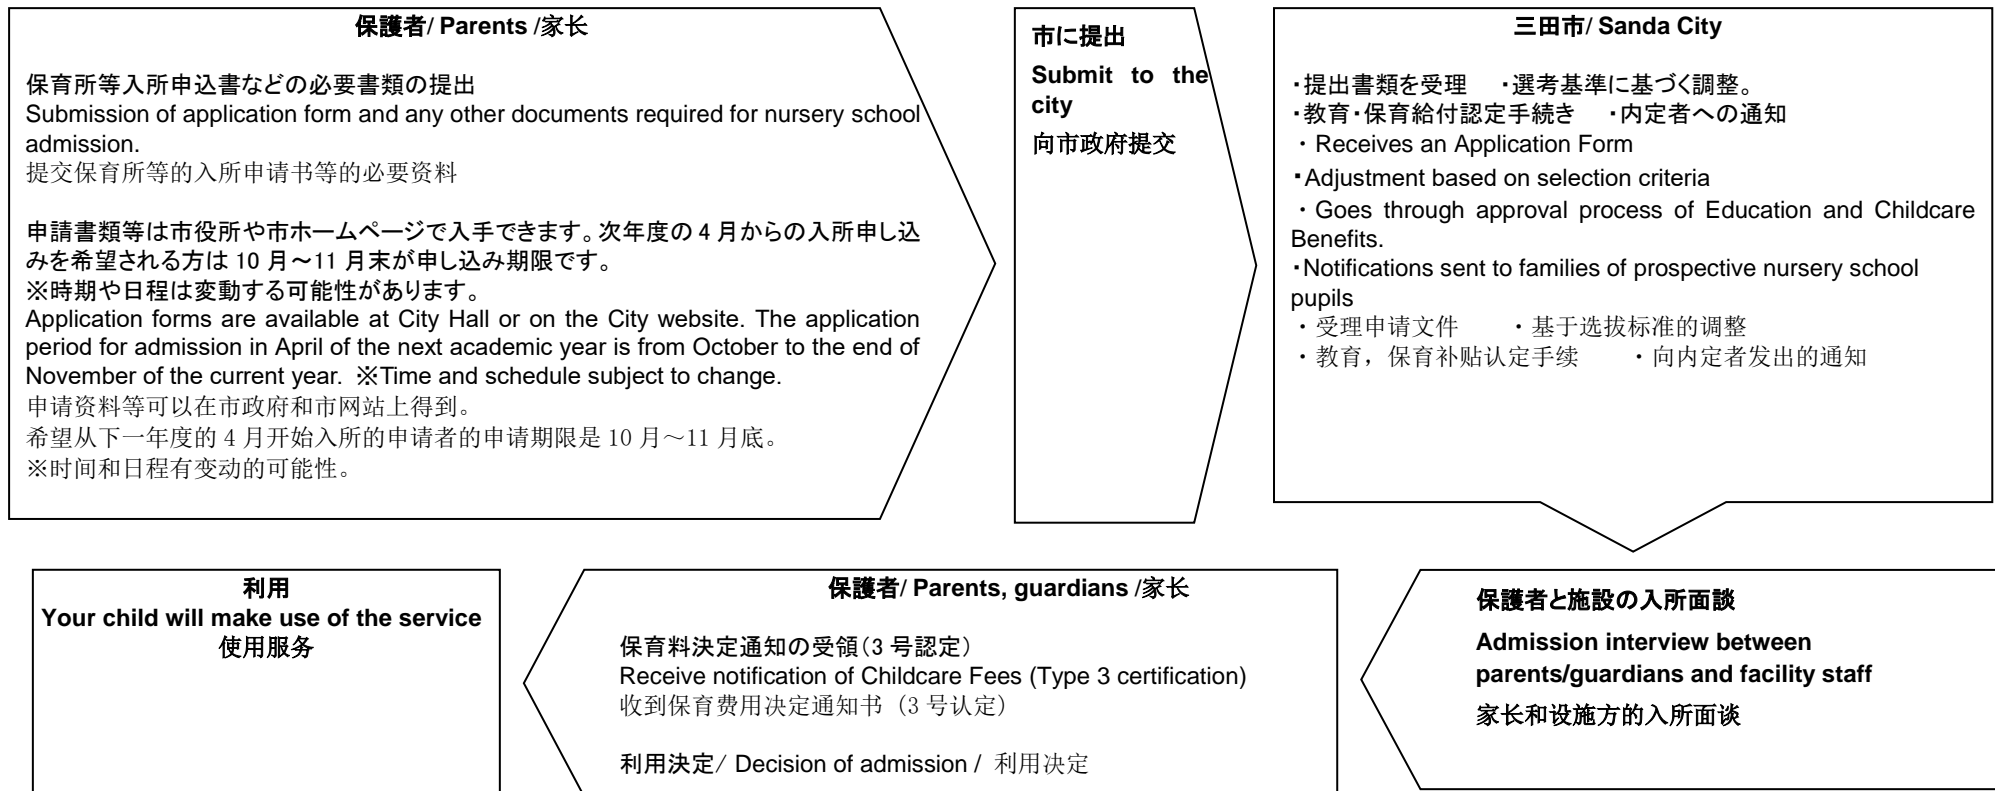 保護者/ Parents /家长
保育所等入所申込書などの必要書類の提出
Submission of application form and any other documents required for nursery school
admission.
提交保育所等的入所申请书等的必要资料
申請書類等は市役所や市ホームページで入手できます。次年度の 4 月からの入所申し込
みを希望される方は 10 月～11 月末が申し込み期限です。
※時期や日程は変動する可能性があります。
Application forms are available at City Hall or on the City website. The application
period for admission in April of the next academic year is from October to the end of
November of the current year. ※Time and schedule subject to change.
申请资料等可以在市政府和市网站上得到。
希望从下一年度的 4 月开始入所的申请者的申请期限是 10 月～11 月底。
※时间和日程有变动的可能性。
市に提出
Submit to the
city
向市政府提交
三田市/ Sanda City
・提出書類を受理 ・選考基準に基づく調整。
・教育・保育給付認定手続き ・内定者への通知
・Receives an Application Form
・Adjustment based on selection criteria
・Goes through approval process of Education and Childcare
Benefits.
・Notifications sent to families of prospective nursery school
pupils
・受理申请文件 ・基于选拔标准的调整
・教育，保育补贴认定手续 ・向内定者发出的通知
保護者と施設の入所面談
Admission interview between
parents/guardians and facility staff
家长和设施方的入所面谈
保護者/ Parents, guardians /家长
保育料決定通知の受領（3 号認定）
Receive notification of Childcare Fees (Type 3 certification)
收到保育费用决定通知书（3 号认定）
利用決定/ Decision of admission / 利用决定
利用
Your child will make use of the service
使用服务